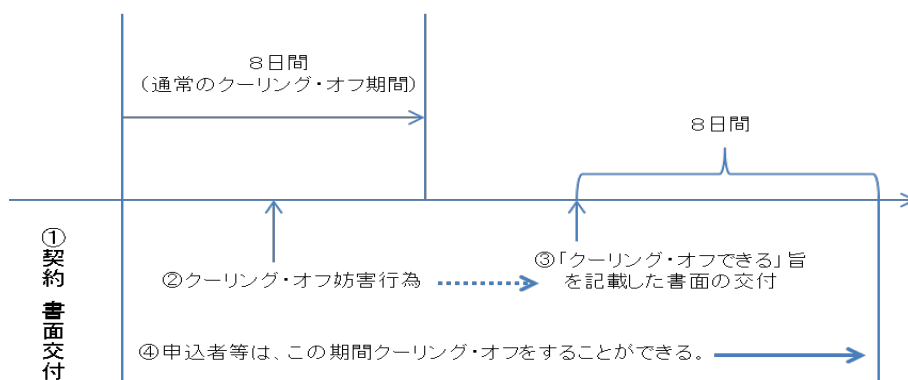 8日間
(通常のクーリング・オフ期間)
8日間
①契約 書面交付
②クーリング・オフ妨害行為
③「クーリング・オフできる」旨
を記載した書面の交付
④申込者等は、この期間クーリング・オフをすることができる。